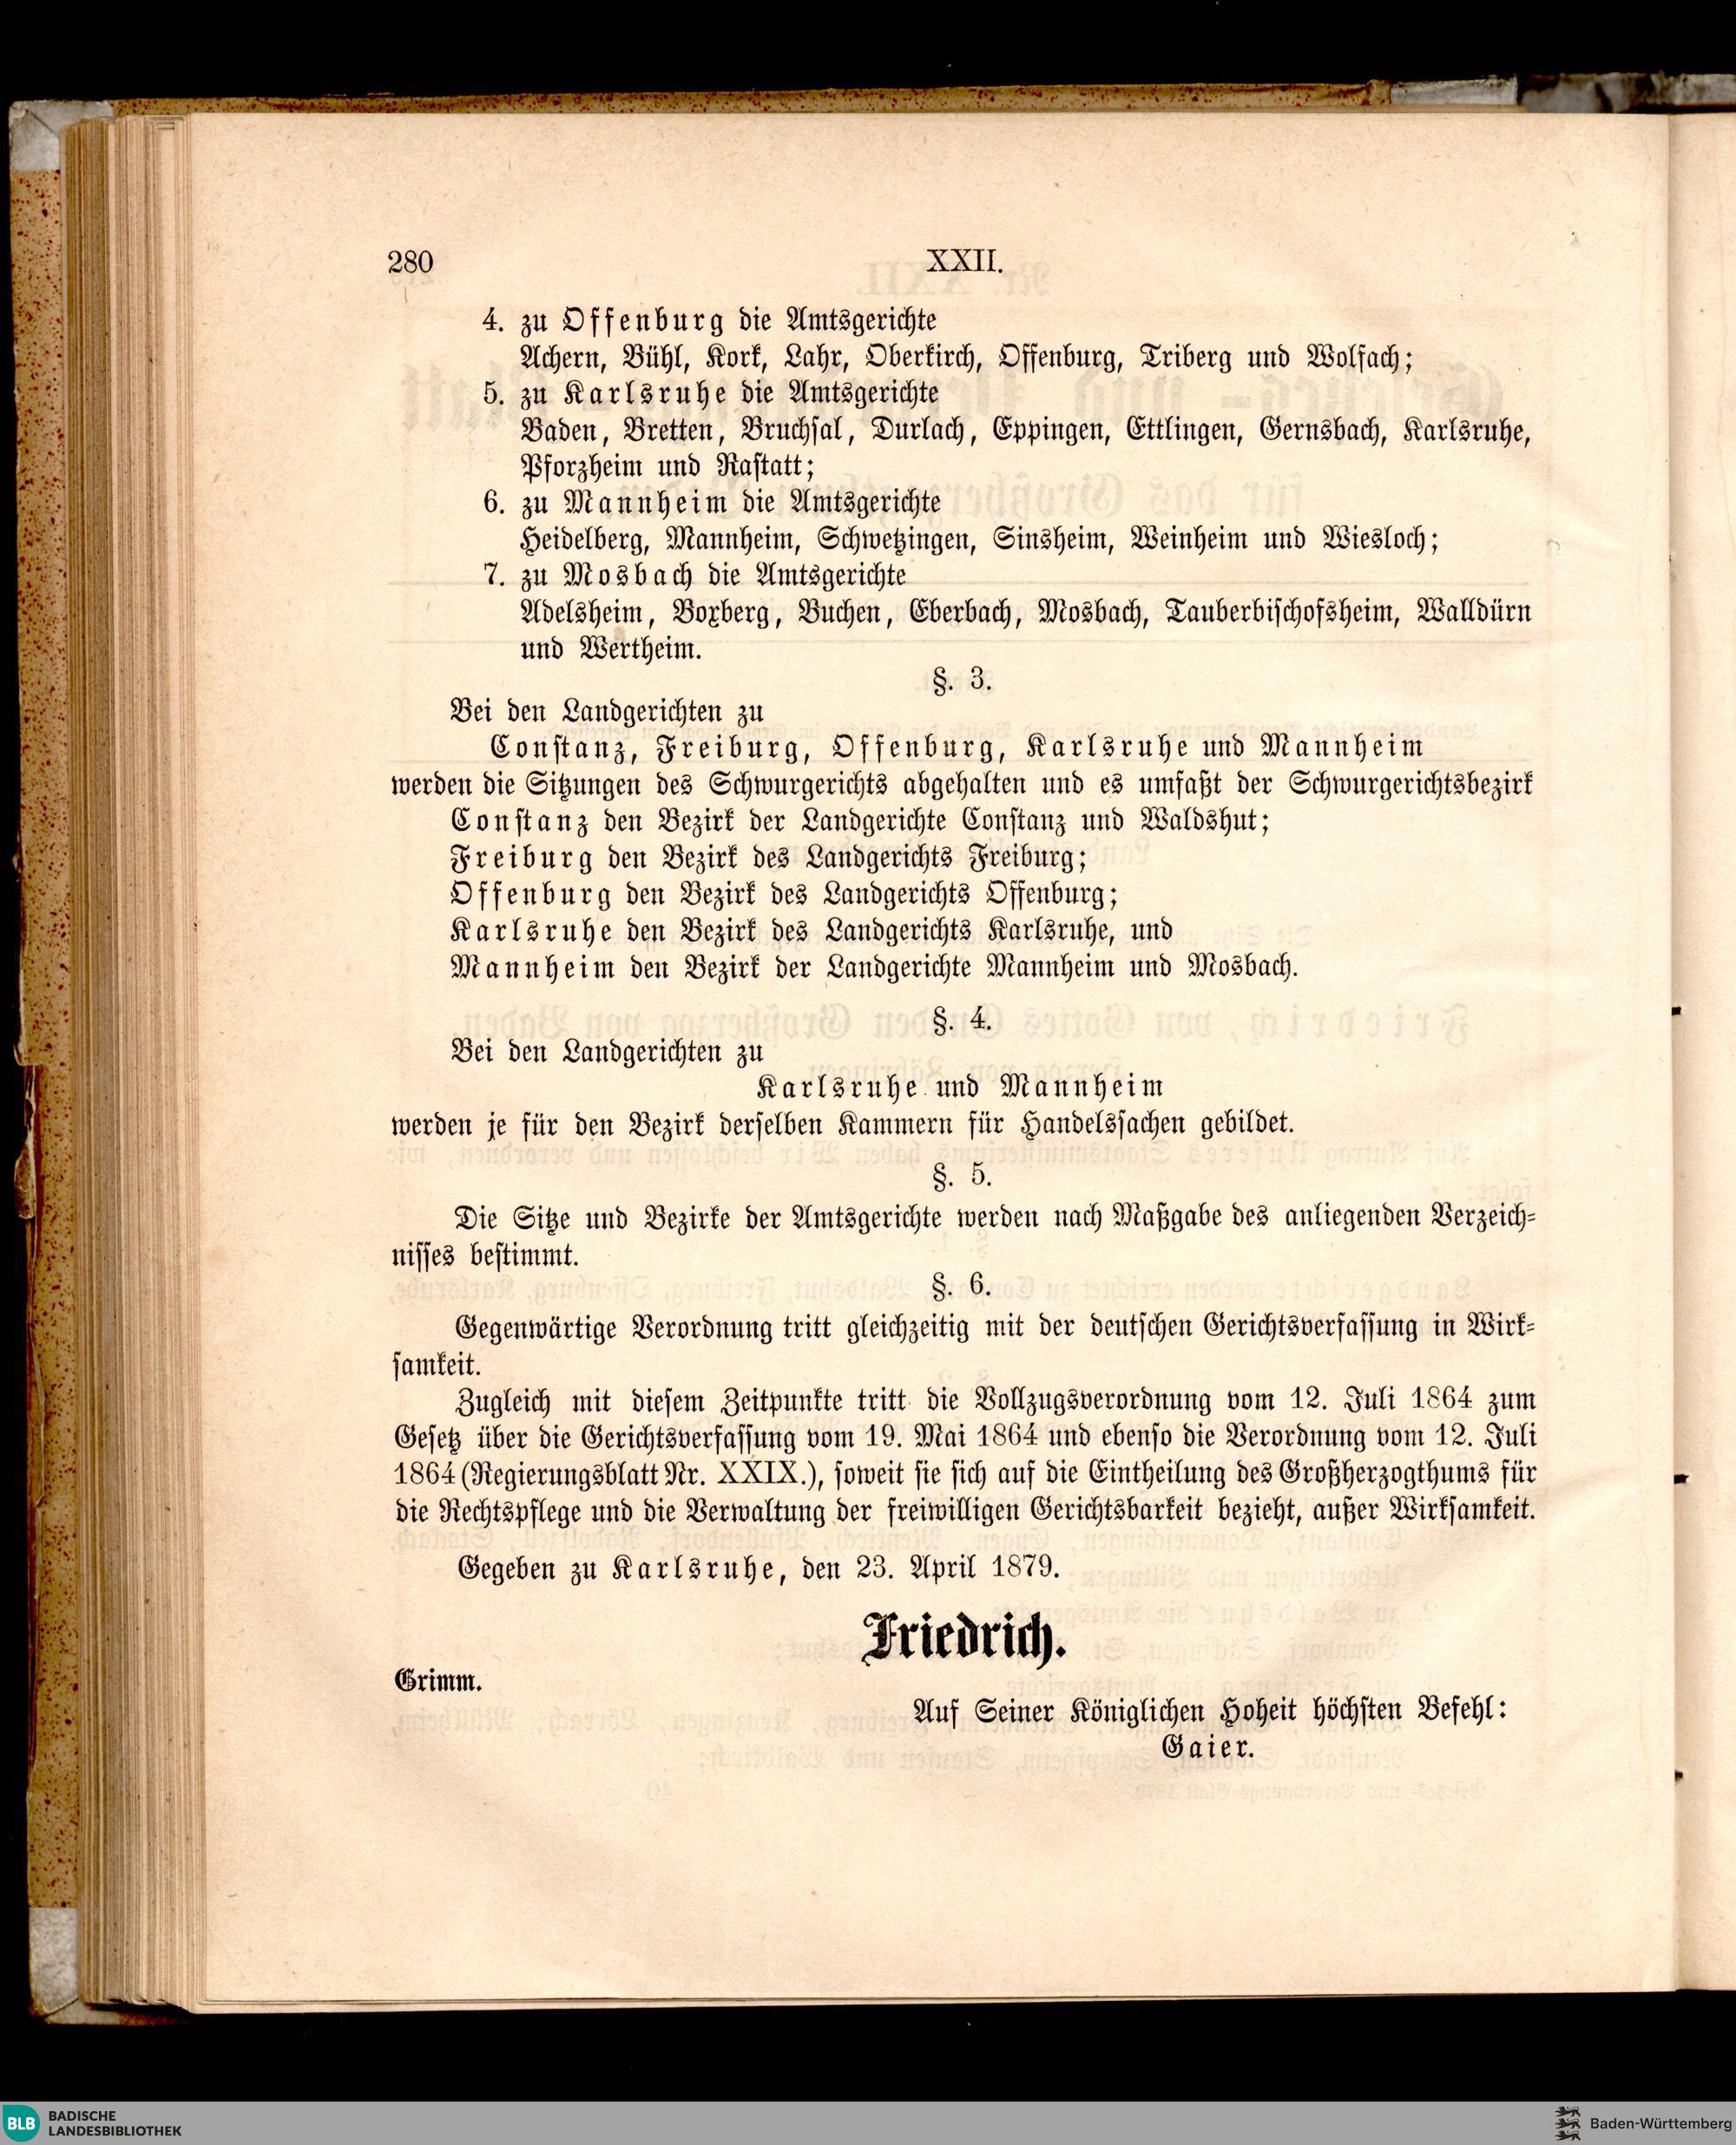 280
XXII.
4. zu Offenburg die Amtsgerichte
Achern, Bühl, Kork, Lahr, Oberkirch, Offenburg, Triberg und Wolfach;
5. zu Karlsruhe die Amtsgerichte
Baden, Bretten, Bruchsal, Durlach, Eppingen, Ettlingen, Gernsbach, Karlsruhe,
Pforzheim und Rastatt;
6. zu Mannheim die Amtsgerichte
Heidelberg, Mannheim, Schwetzingen, Sinsheim, Weinheim und Wiesloch;
7. zu Mosbach die Amtsgerichte
Adelsheim, Boxberg, Buchen, Eberbach, Mosbach, Tauberbischofsheim, Walldürn
und Wertheim.
§. 3.
Bei den Landgerichten zu
Constanz, Freiburg, Offenburg, Karlsruhe und Mannheim
werden die Sitzungen des Schwurgerichts abgehalten und es umfaßt der Schwurgerichtsbezirk
Constanz den Bezirk der Landgerichte Constanz und Waldshut;
Freiburg den Bezirk des Landgerichts Freiburg;
Offenburg den Bezirk des Landgerichts Offenburg;
Karlsruhe den Bezirk des Landgerichts Karlsruhe, und
Mannheim den Bezirk der Landgerichte Mannheim und Mosbach.
§. 4.
Bei den Landgerichten zu
Karlsruhe und Mannheim
werden je für den Bezirk derselben Kammern für Handelssachen gebildet.
§. 5.
Die Sitze und Bezirke der Amtsgerichte werden nach Maßgabe des anliegenden Verzeich-
nisses bestimmt.
§. 6.
Gegenwärtige Verordnung tritt gleichzeitig mit der deutschen Gerichtsverfassung in Wirk-
samkeit.
Zugleich mit diesem Zeitpunkte tritt die Vollzugsverordnung vom 12. Juli 1864 zum
Gesetz über die Gerichtsverfassung vom 19. Mai 1864 und ebenso die Verordnung vom 12. Juli
1864 (Regierungsblatt Nr. XXIX.), soweit sie sich auf die Eintheilung des Großherzogthums für
die Rechtspflege und die Verwaltung der freiwilligen Gerichtsbarkeit bezieht, außer Wirksamkeit.
Gegeben zu Karlsruhe, den 23. April 1879.
Friedrich.
Grimm.
Auf Seiner Königlichen Hoheit höchsten Befehl:
Gaier.
BLB BADISCHE
LANDESBIBLIOTHEK
Baden-Württemberg